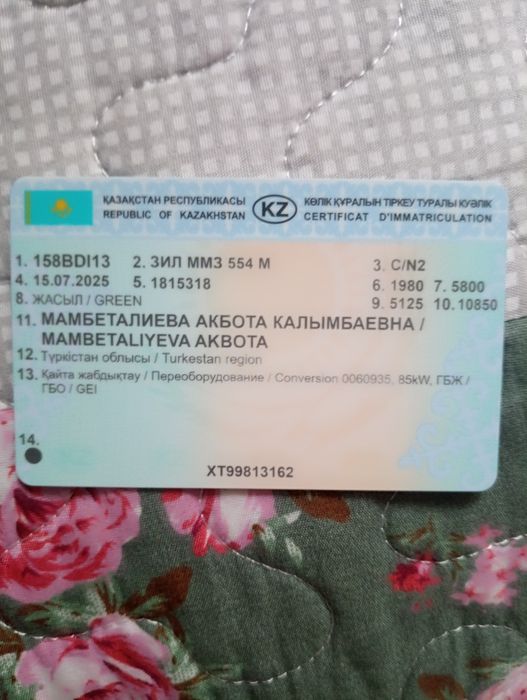 ҚАЗАҚСТАН РЕСПУБЛИКАСЫ
REPUBLIC OF KAZAKHSTAN
KZ
КӨЛІК ҚҰРАЛЫН ТІРКЕУ ТУРАЛЫ КУӘЛІК
CERTIFICAT D'IMMATRICULATION
1. 158BDI13 2. ЗИЛ ММЗ 554 М 3. C/N2
4. 15.07.2025 5. 1815318 6. 1980 7. 5800
8. ЖАСЫЛ / GREEN 9. 5125 10. 10850
11. МАМБЕТАЛИЕВА АКБОТА КАЛЫМБАЕВНА /
MAMBETALIYEVA AKBOTA
12. Түркістан облысы / Turkestan region
13. Қайта жабдықтау / Переоборудование / Conversion 0060935, 85kW, ГБЖ /
ГБО / GEI
14.
XT99813162